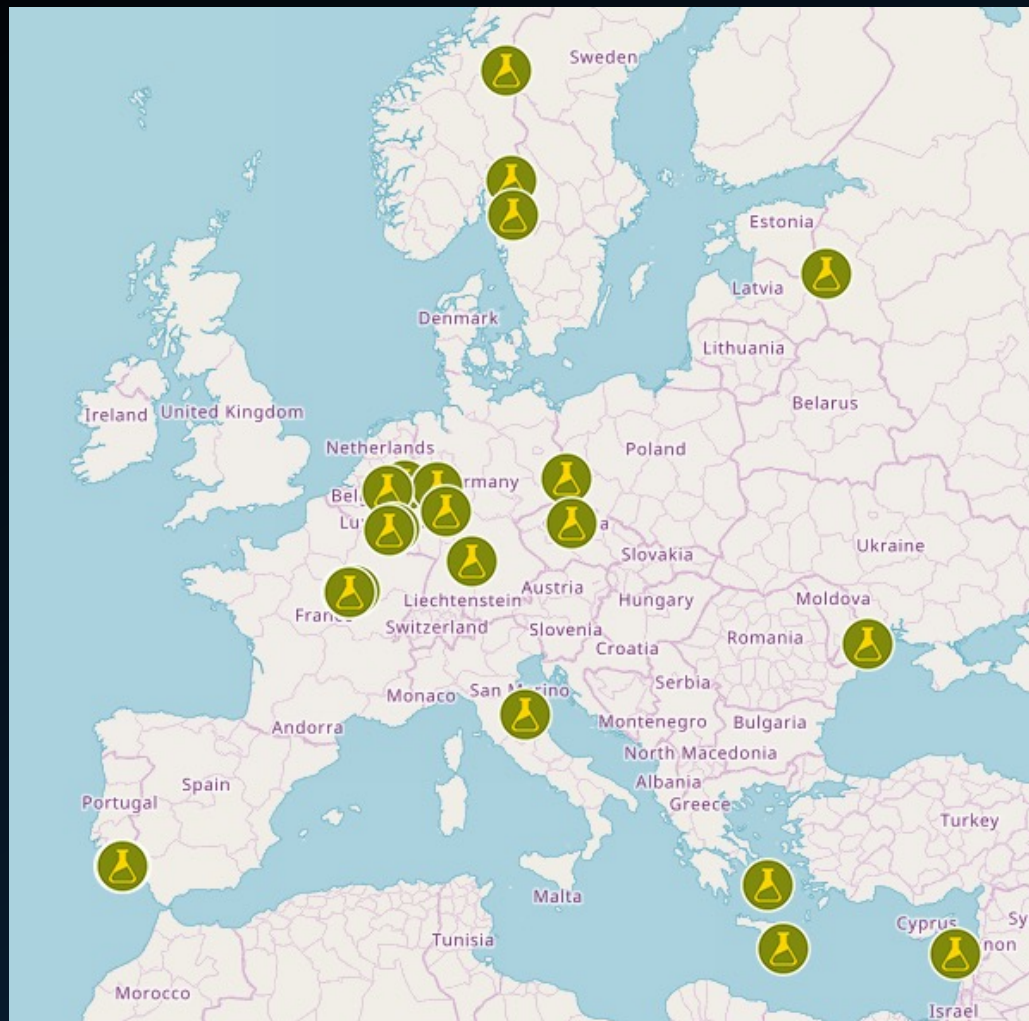 Sweden
Estonia
Latvia
Denmark
Lithuania
Belarus
Ireland
United Kingdom
Netherlands
Poland
Ukraine
Slovakia
Moldova
Austria
Liechtenstein
Hungary
Switzerland
Slovenia
Romania
Croatia
Serbia
Monaco
San Marino
Andorra
Montenegro
Bulgaria
North Macedonia
Spain
Albania
Portugal
Greece
Turkey
Malta
Cyprus
Tunisia
Morocco
Israel